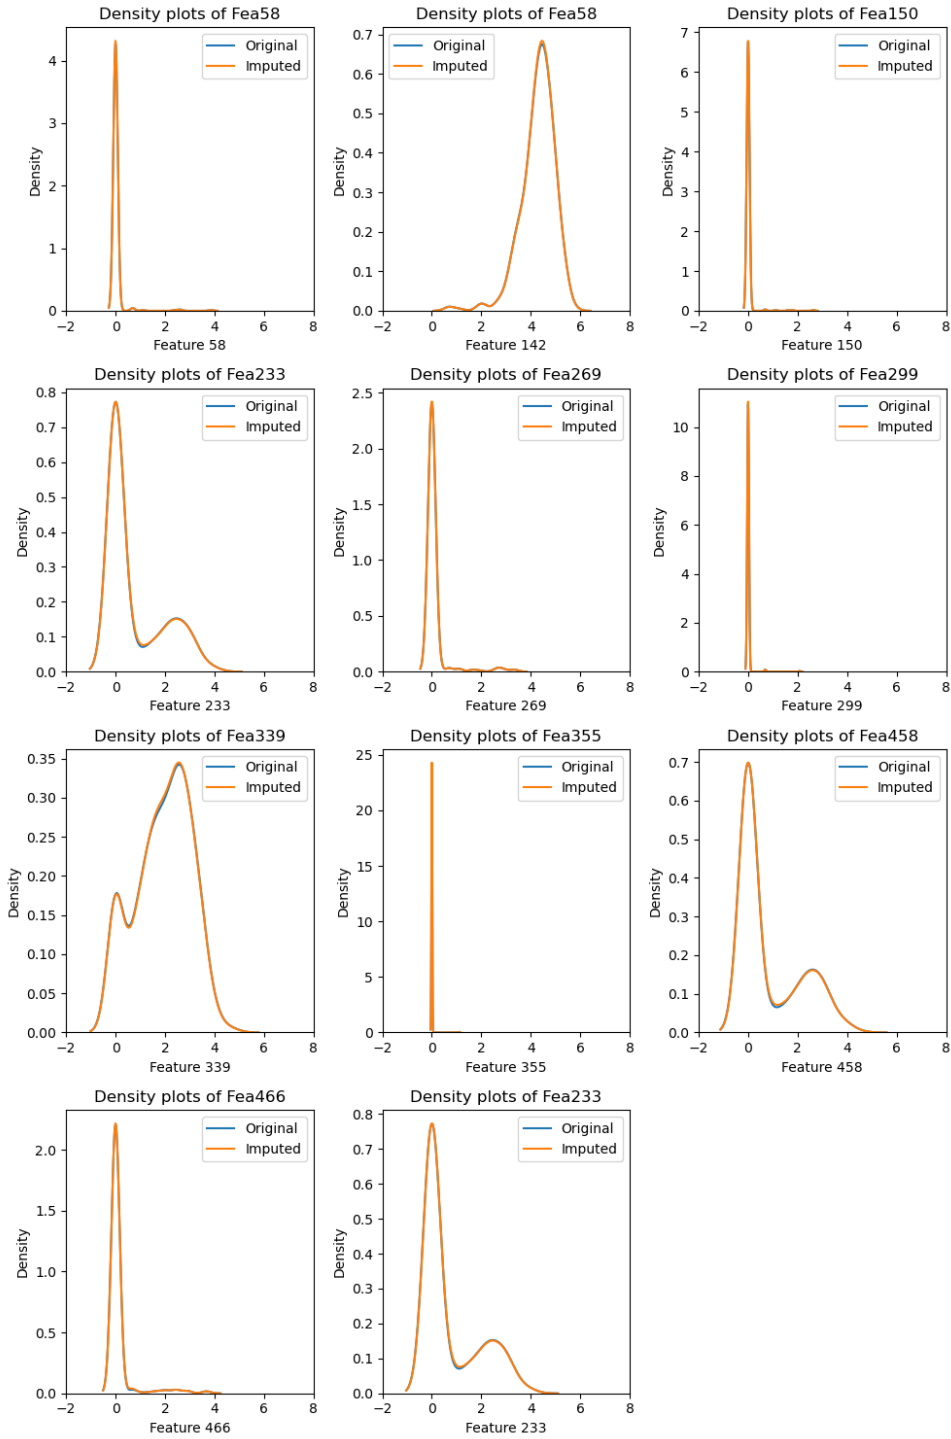 Density plots of Fea58
Original
Imputed
Density
4
3
2
1
0
−2 0 2 4 6 8
Feature 58
Density plots of Fea58
Original
Imputed
Density
0.7
0.6
0.5
0.4
0.3
0.2
0.1
0.0
−2 0 2 4 6 8
Feature 142
Density plots of Fea150
Original
Imputed
Density
7
6
5
4
3
2
1
0
−2 0 2 4 6 8
Feature 150
Density plots of Fea233
Original
Imputed
Density
0.8
0.7
0.6
0.5
0.4
0.3
0.2
0.1
0.0
−2 0 2 4 6 8
Feature 233
Density plots of Fea269
Original
Imputed
Density
2.5
2.0
1.5
1.0
0.5
0.0
−2 0 2 4 6 8
Feature 269
Density plots of Fea299
Original
Imputed
Density
10
8
6
4
2
0
−2 0 2 4 6 8
Feature 299
Density plots of Fea339
Original
Imputed
Density
0.35
0.30
0.25
0.20
0.15
0.10
0.05
0.00
−2 0 2 4 6 8
Feature 339
Density plots of Fea355
Original
Imputed
Density
25
20
15
10
5
0
−2 0 2 4 6 8
Feature 355
Density plots of Fea458
Original
Imputed
Density
0.7
0.6
0.5
0.4
0.3
0.2
0.1
0.0
−2 0 2 4 6 8
Feature 458
Density plots of Fea466
Original
Imputed
Density
2.0
1.5
1.0
0.5
0.0
−2 0 2 4 6 8
Feature 466
Density plots of Fea233
Original
Imputed
Density
0.8
0.7
0.6
0.5
0.4
0.3
0.2
0.1
0.0
−2 0 2 4 6 8
Feature 233